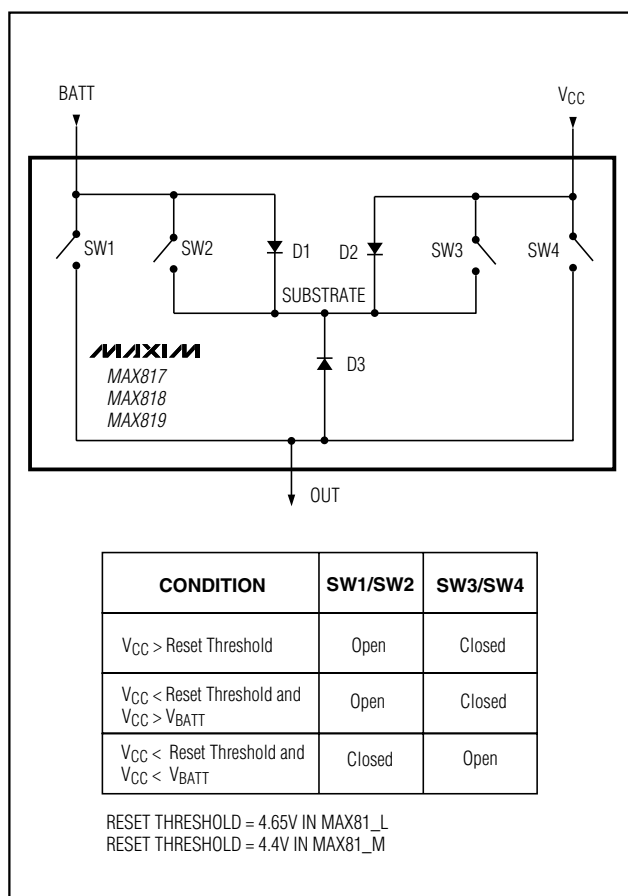 BATT
VCC
SW1
SW2
D1
D2
SW3
SW4
SUBSTRATE
MAXIM
MAX817
MAX818
MAX819
D3
OUT
CONDITION SW1/SW2 SW3/SW4
VCC > Reset Threshold Open Closed
VCC < Reset Threshold and
VCC > VBATT
Open Closed
VCC < Reset Threshold and
VCC < VBATT
Closed Open
RESET THRESHOLD = 4.65V IN MAX81_L
RESET THRESHOLD = 4.4V IN MAX81_M